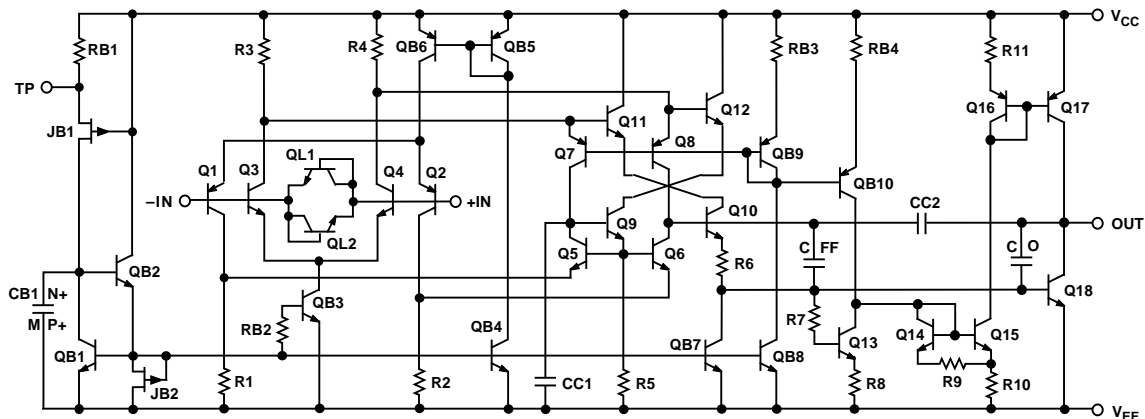 V_CC
RB1
R3
R4
QB6
QB5
RB3
RB4
R11
TP
Q12
Q16
Q17
JB1
Q11
QL1
Q7
Q8
QB9
Q1
Q3
Q4
Q2
QB10
–IN
+IN
CC2
Q9
Q10
OUT
QL2
Q5
Q6
R6
C FF
C O
QB2
CB1 N+
M P+
QB3
Q18
RB2
R7
Q13
Q14
Q15
QB1
QB4
QB7
QB8
JB2
R1
R2
CC1
R5
R8
R9
R10
V_EE